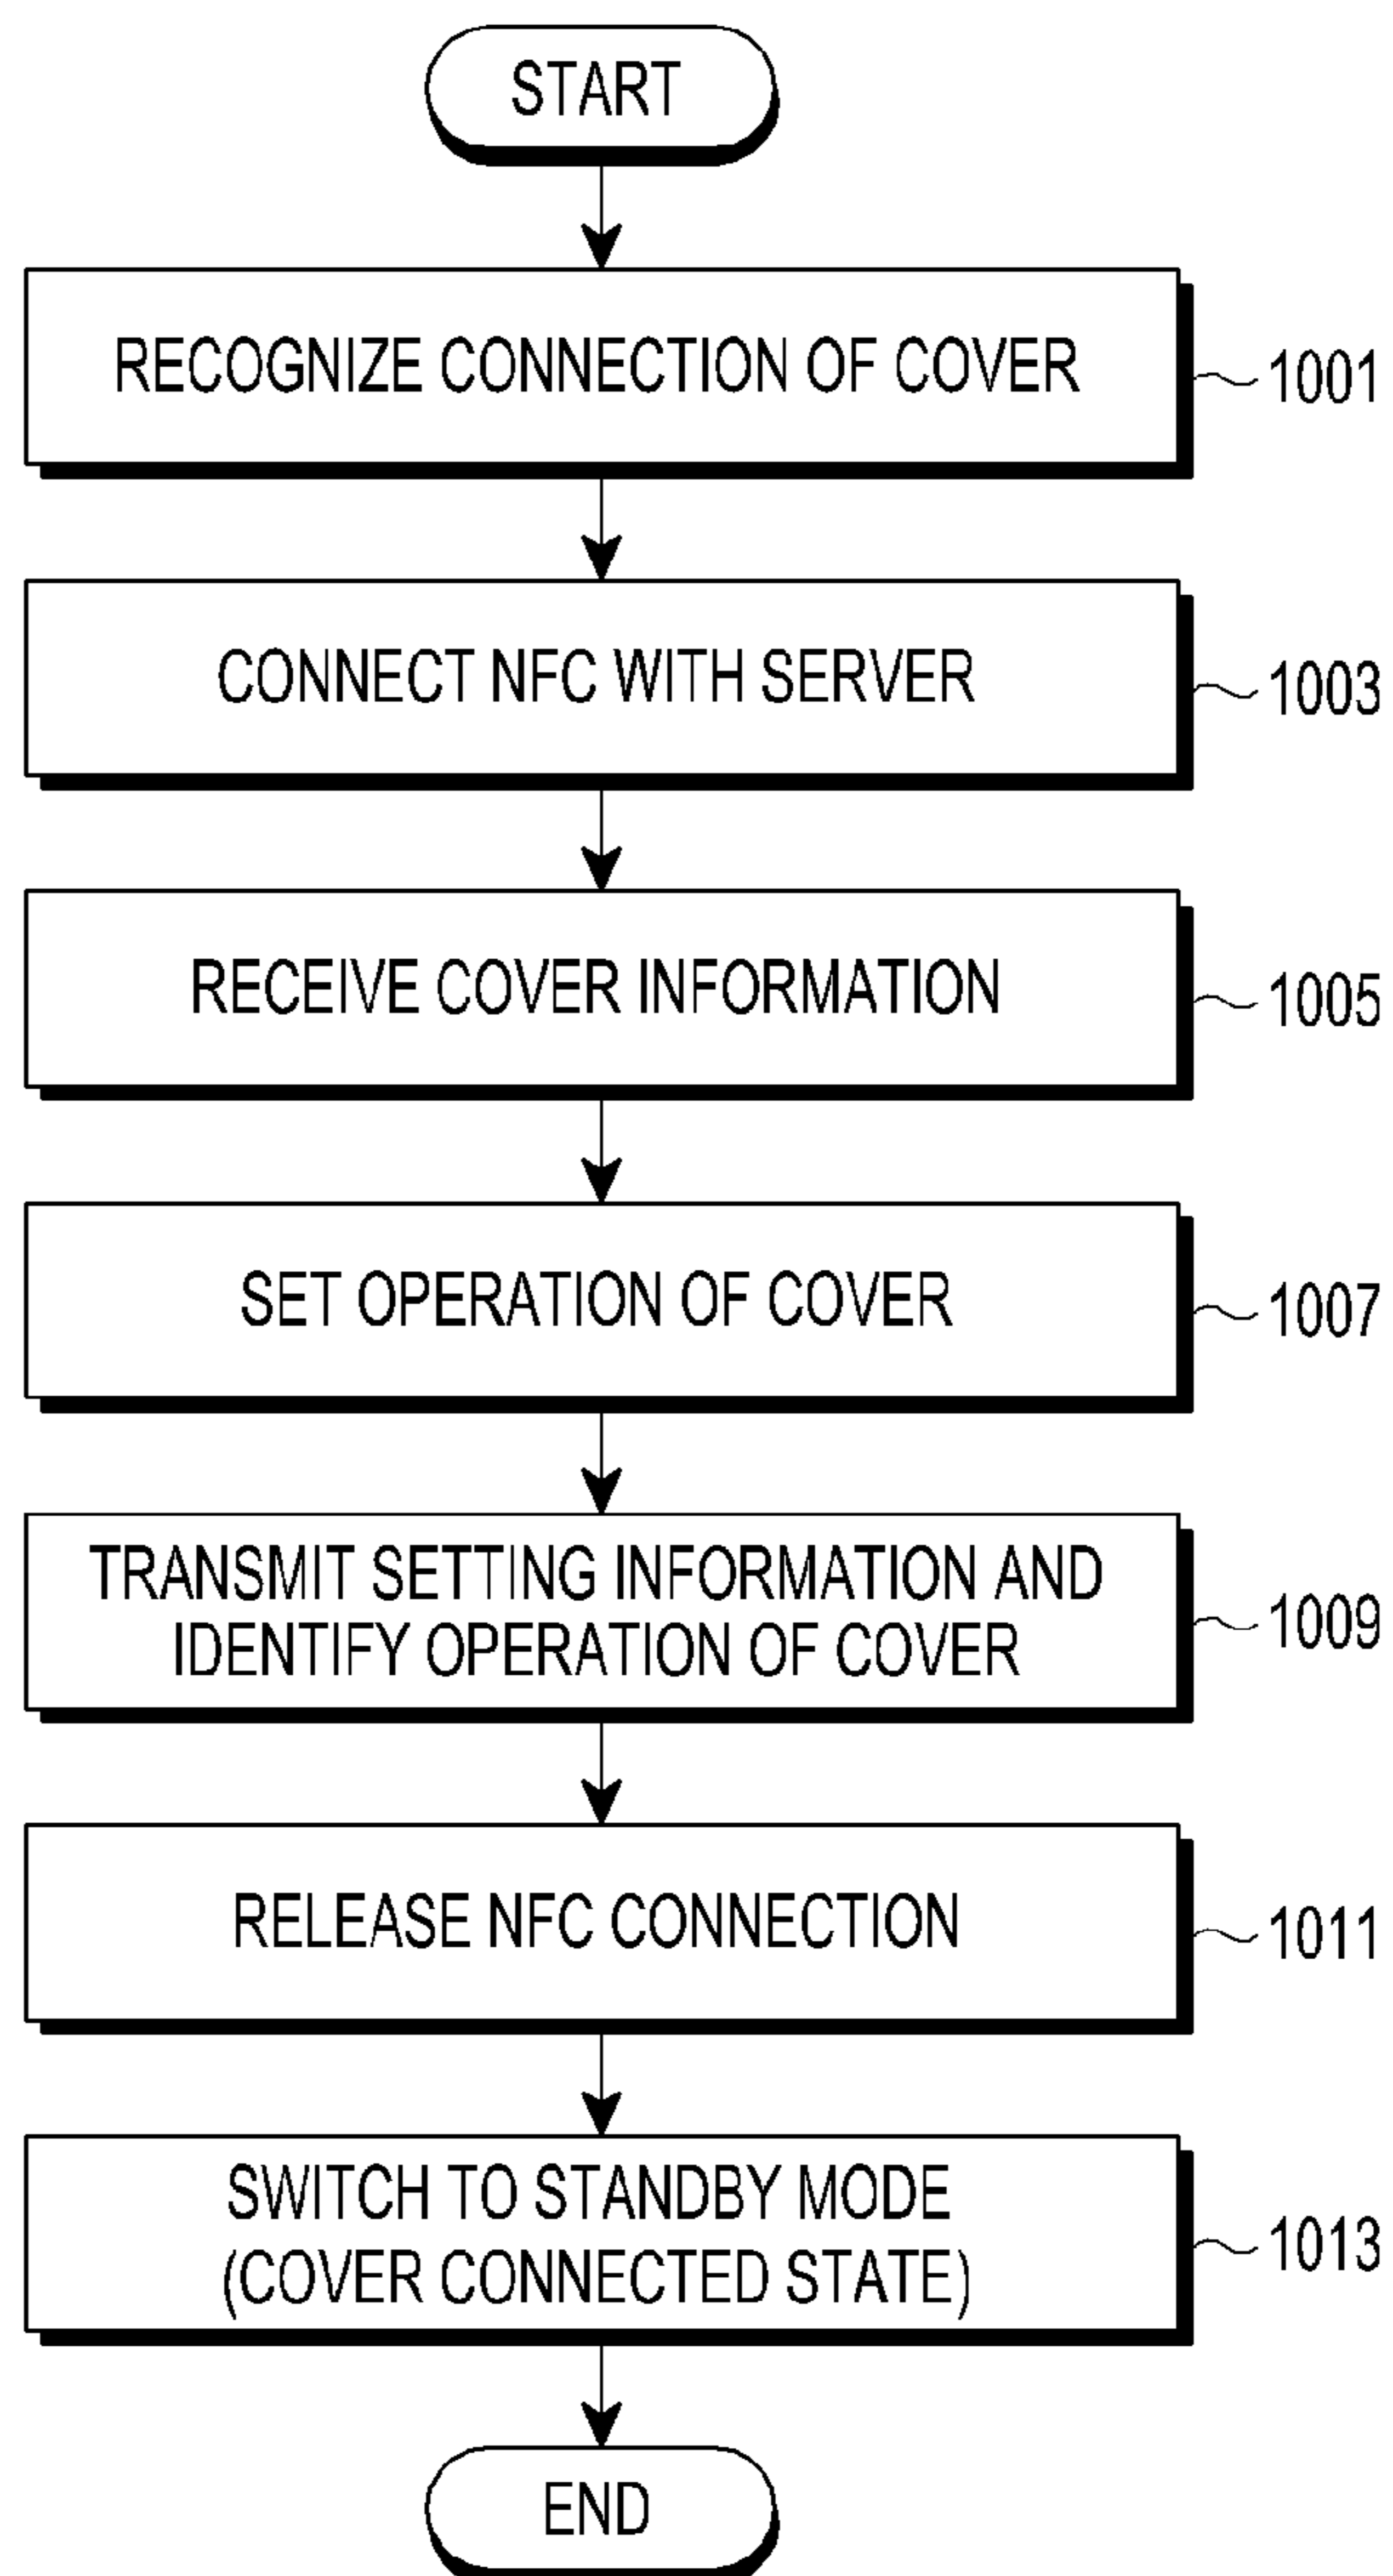 START
RECOGNIZE CONNECTION OF COVER
1001
CONNECT NFC WITH SERVER
1003
RECEIVE COVER INFORMATION
1005
SET OPERATION OF COVER
1007
TRANSMIT SETTING INFORMATION AND
IDENTIFY OPERATION OF COVER
1009
RELEASE NFC CONNECTION
1011
SWITCH TO STANDBY MODE
(COVER CONNECTED STATE)
1013
END